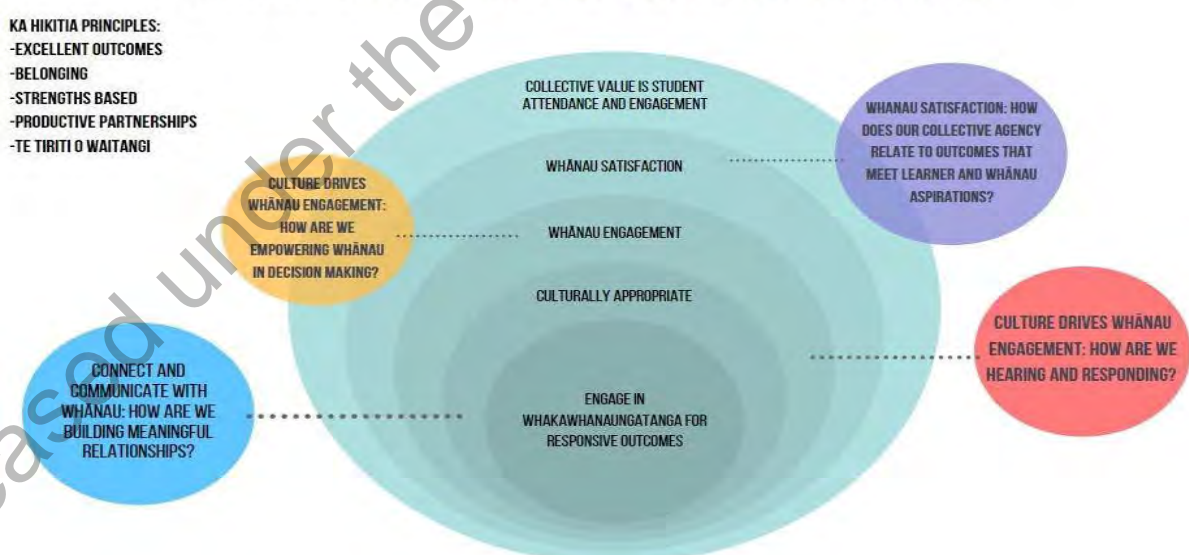 KA HIKITIA PRINCIPLES:
-EXCELLENT OUTCOMES
-BELONGING
-STRENGTHS BASED
-PRODUCTIVE PARTNERSHIPS
-TE TIRITI O WAITANGI
COLLECTIVE VALUE IS STUDENT
ATTENDANCE AND ENGAGEMENT
WHĀNAU SATISFACTION
WHĀNAU ENGAGEMENT
CULTURALLY APPROPRIATE
ENGAGE IN
WHAKAWHANAUNGATANGA FOR
RESPONSIVE OUTCOMES
WHANAU SATISFACTION: HOW
DOES OUR COLLECTIVE AGENCY
RELATE TO OUTCOMES THAT
MEET LEARNER AND WHĀNAU
ASPIRATIONS?
CULTURE DRIVES
WHĀNAU ENGAGEMENT:
HOW ARE WE
EMPOWERING WHĀNAU
IN DECISION MAKING?
CULTURE DRIVES WHĀNAU
ENGAGEMENT: HOW ARE WE
HEARING AND RESPONDING?
CONNECT AND
COMMUNICATE WITH
WHĀNAU: HOW ARE WE
BUILDING MEANINGFUL
RELATIONSHIPS?
eased under the